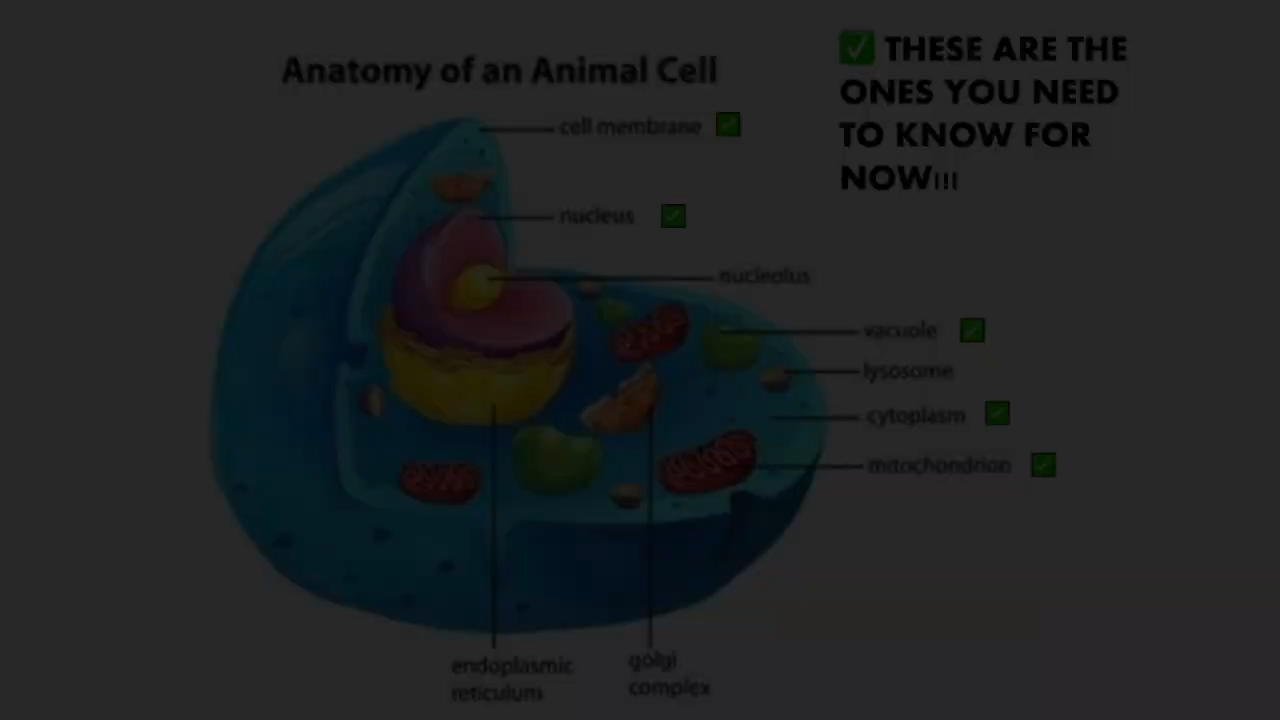 Anatomy of an Animal Cell
✅ THESE ARE THE
ONES YOU NEED
TO KNOW FOR
NOW!!!
cell membrane ✅
nucleus ✅
nucleolus
vacuole ✅
lysosome
cytoplasm ✅
mitochondrion ✅
endoplasmic
reticulum
golgi
complex